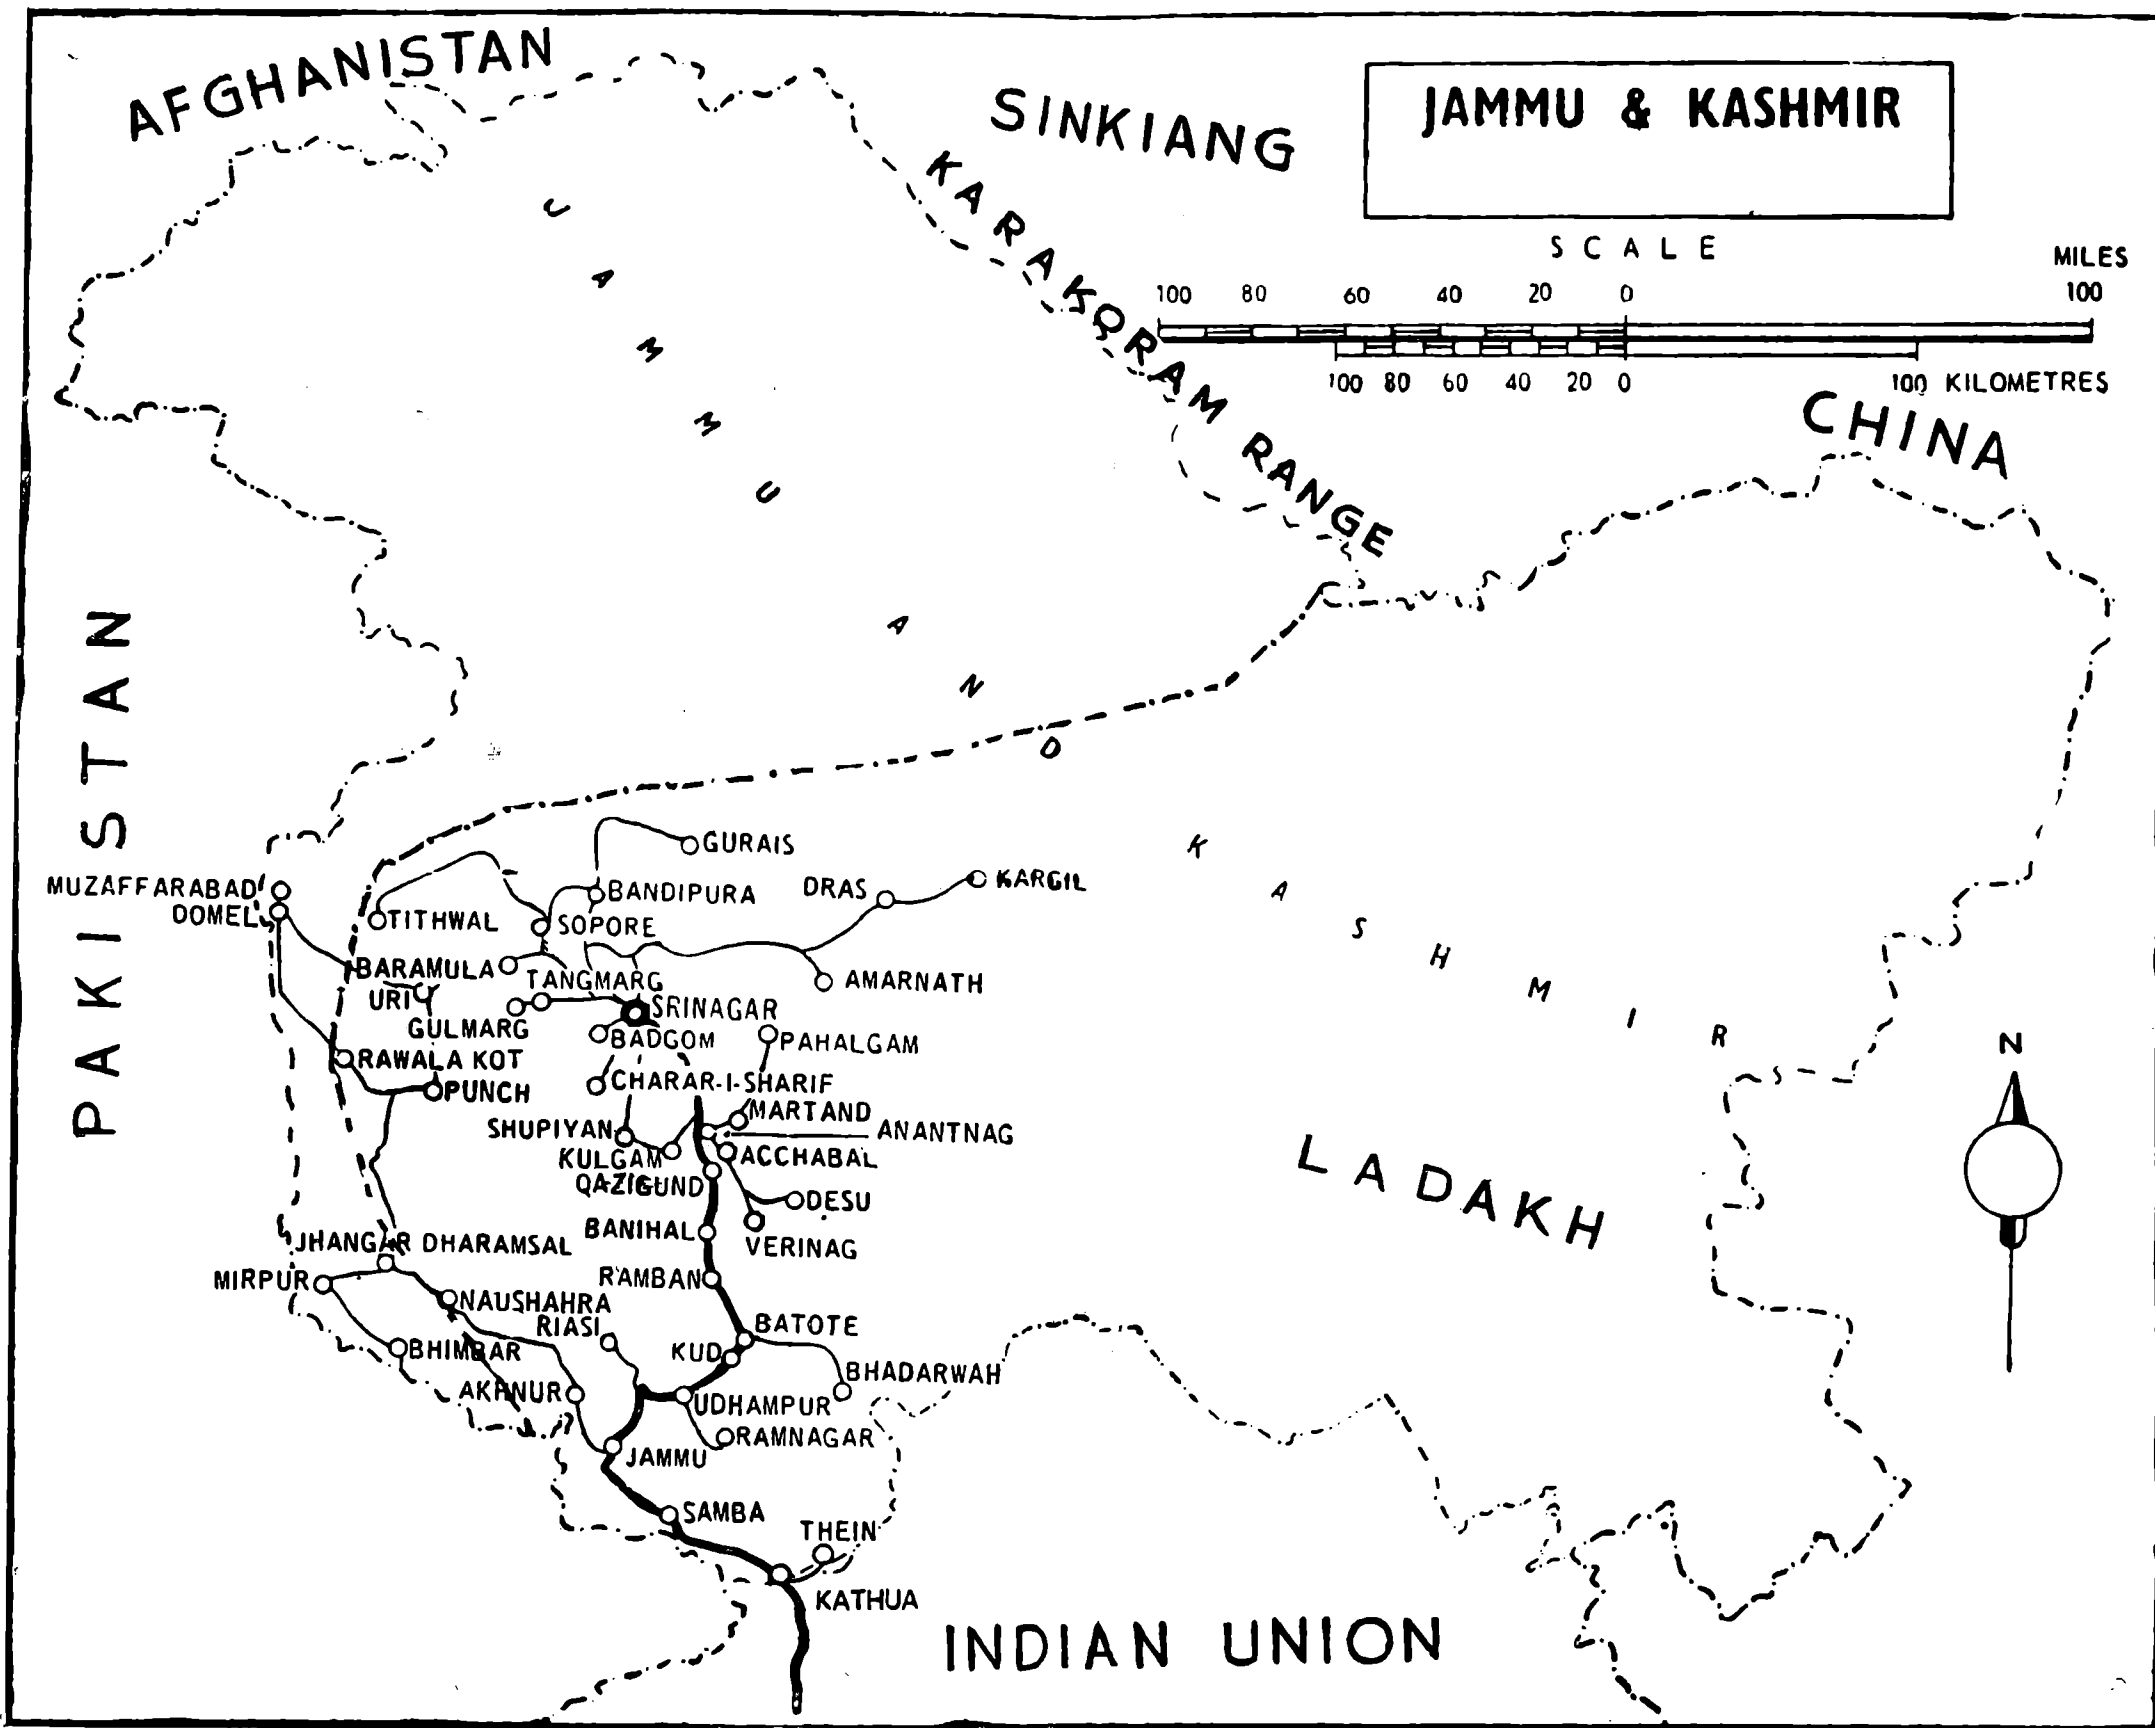 AFGHANISTAN
SINKIANG
JAMMU & KASHMIR
KARAKORAM RANGE
SCALE
MILES
100 80 60 40 20 0 100
100 80 60 40 20 0 100 KILOMETRES
CHINA
JAMMU AND KASHMIR
PAKISTAN
GURAIS
MUZAFFARABAD
BANDIPURA
DRAS
KARGIL
DOMEL
TITHWAL
SOPORE
BARAMULA
TANGMARG
AMARNATH
URI
SRINAGAR
GULMARG
BADGOM
PAHALGAM
RAWALA KOT
CHARAR-I-SHARIF
PUNCH
MARTAND
SHUPIYAN
ANANTNAG
KULGAM
ACCHABAL
QAZIGUND
DESU
BANIHAL
VERINAG
JHANGAR DHARAMSAL
LADAKH
N
MIRPUR
RAMBAN
NAUSHAHRA
RIASI
BATOTE
BHIMBAR
KUD
BHADARWAH
AKHNUR
UDHAMPUR
RAMNAGAR
JAMMU
SAMBA
THEIN
KATHUA
INDIAN UNION